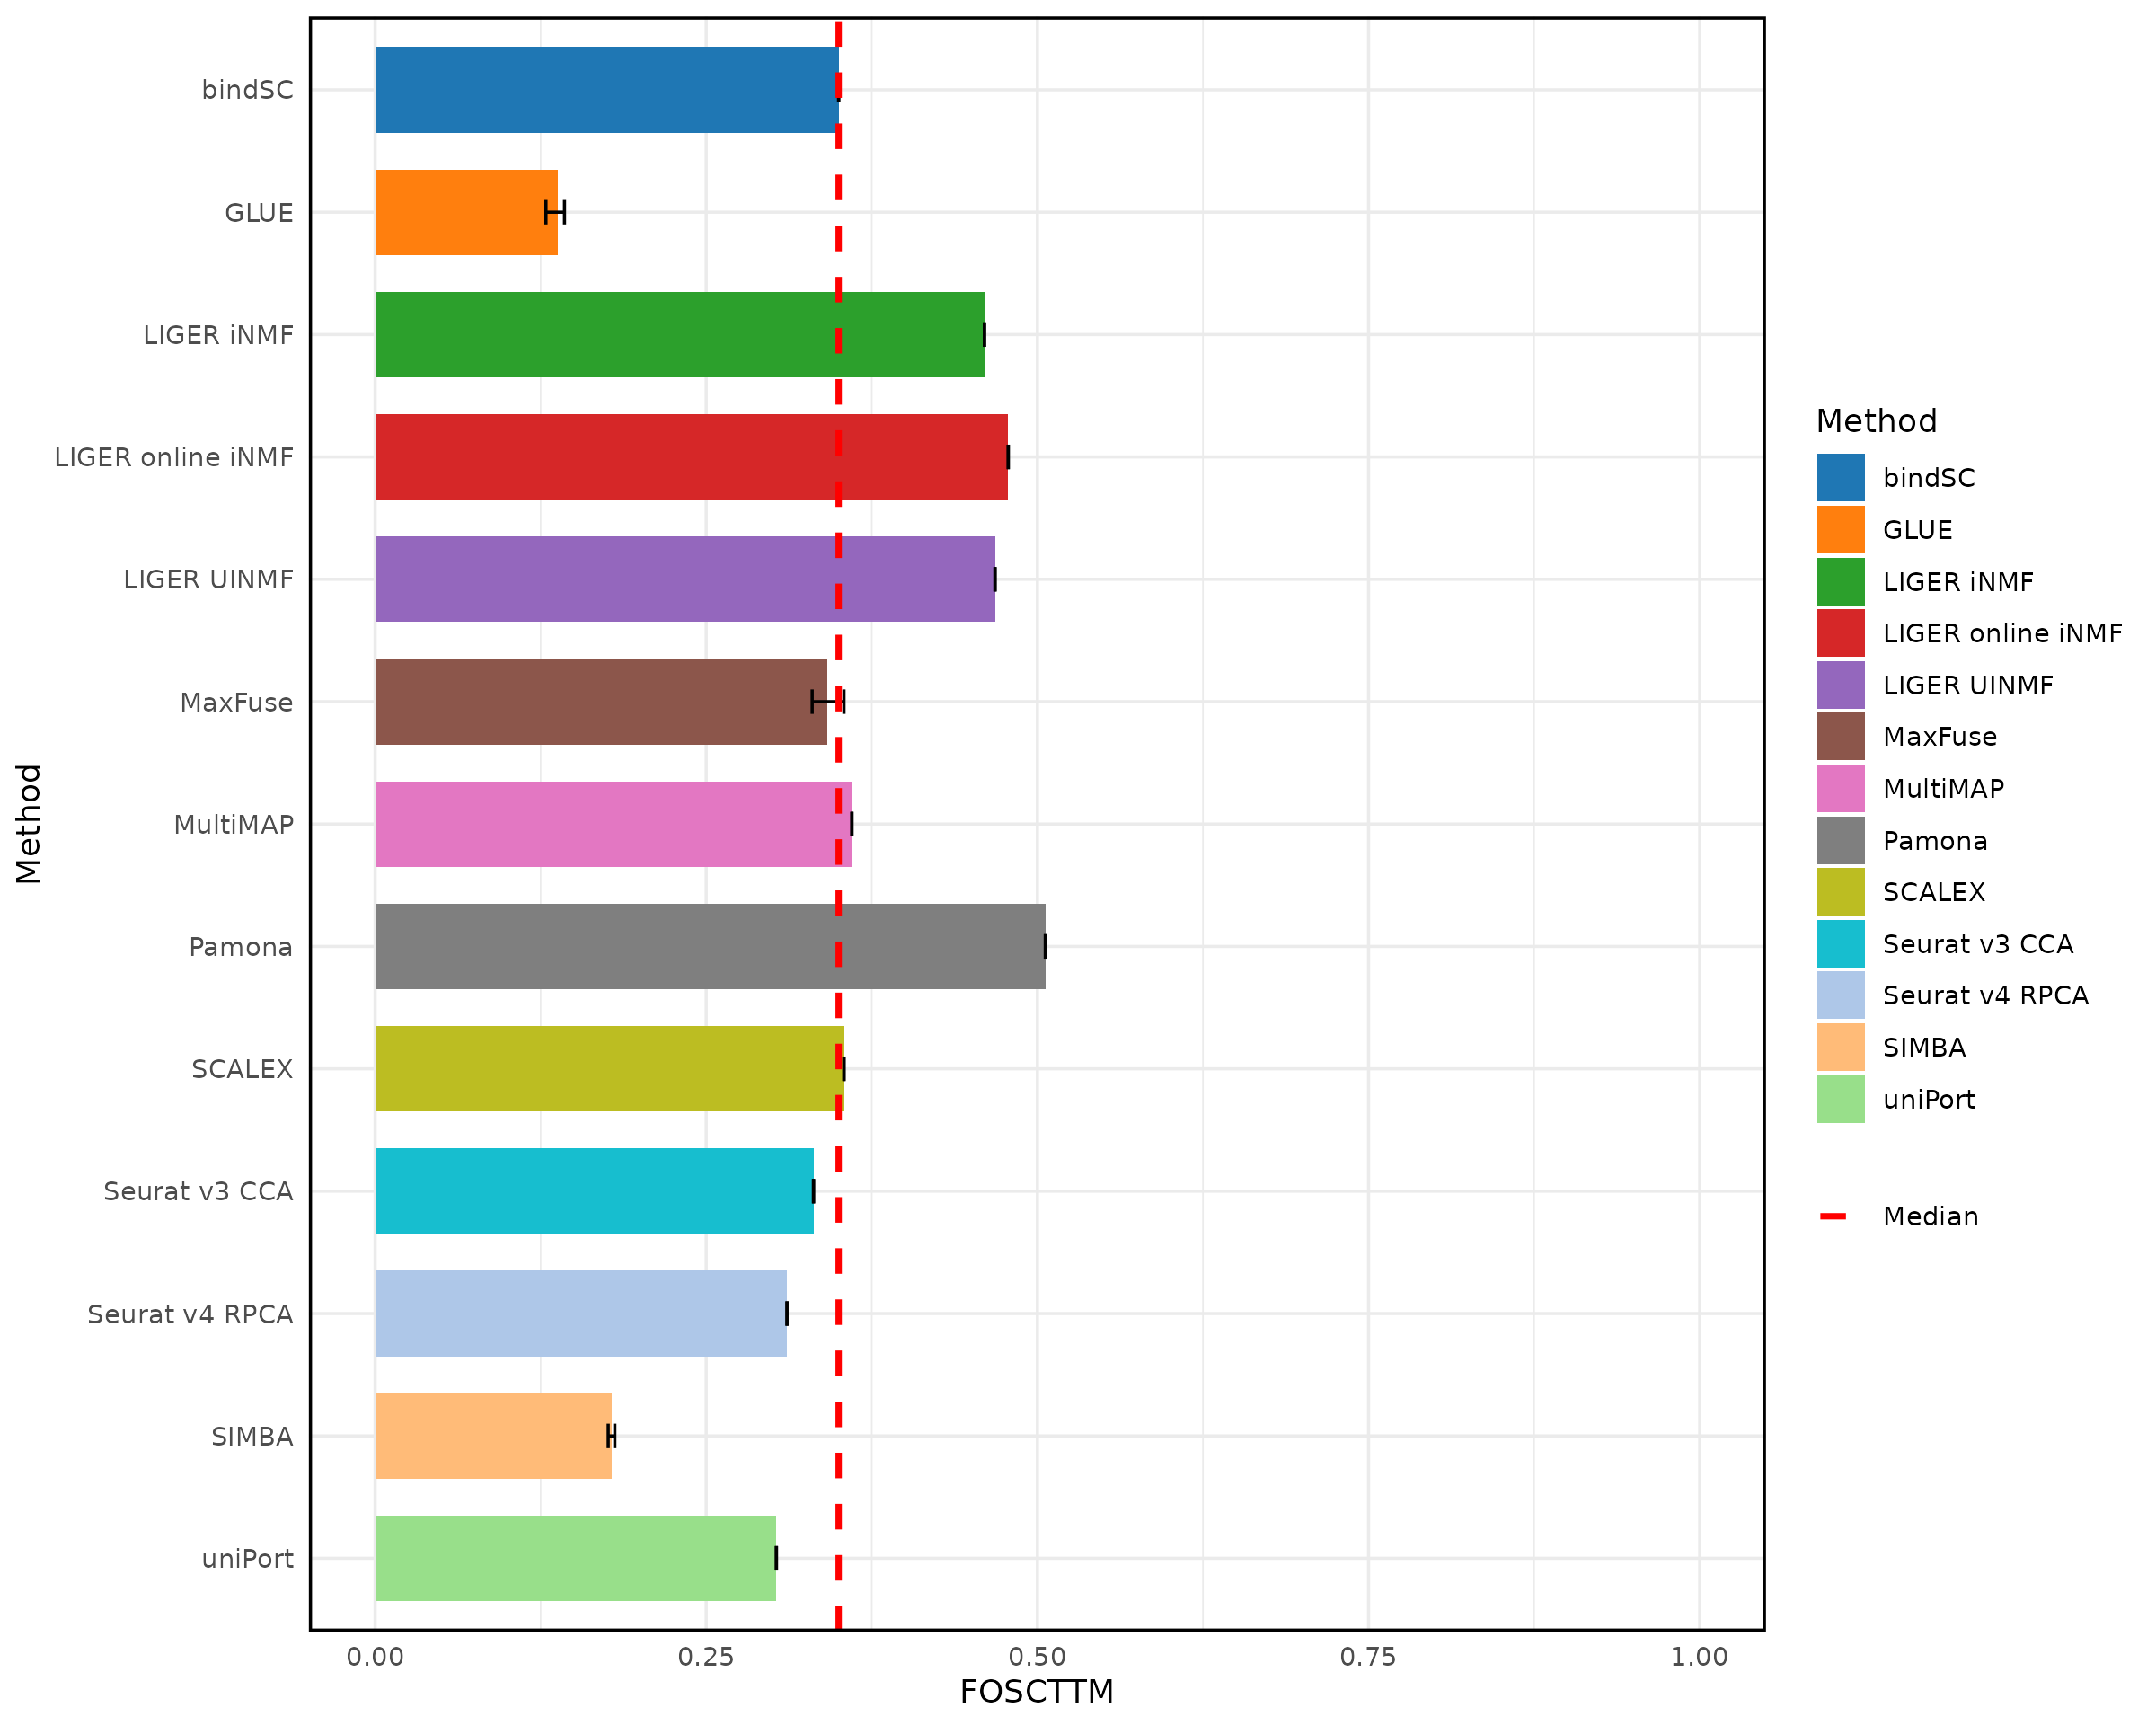 bindSC
GLUE
LIGER iNMF
LIGER online iNMF
LIGER UINMF
MaxFuse
MultiMAP
Pamona
SCALEX
Seurat v3 CCA
Seurat v4 RPCA
SIMBA
uniPort
Method
0.00 0.25 0.50 0.75 1.00
FOSCTTM
Method
bindSC
GLUE
LIGER iNMF
LIGER online iNMF
LIGER UINMF
MaxFuse
MultiMAP
Pamona
SCALEX
Seurat v3 CCA
Seurat v4 RPCA
SIMBA
uniPort
Median